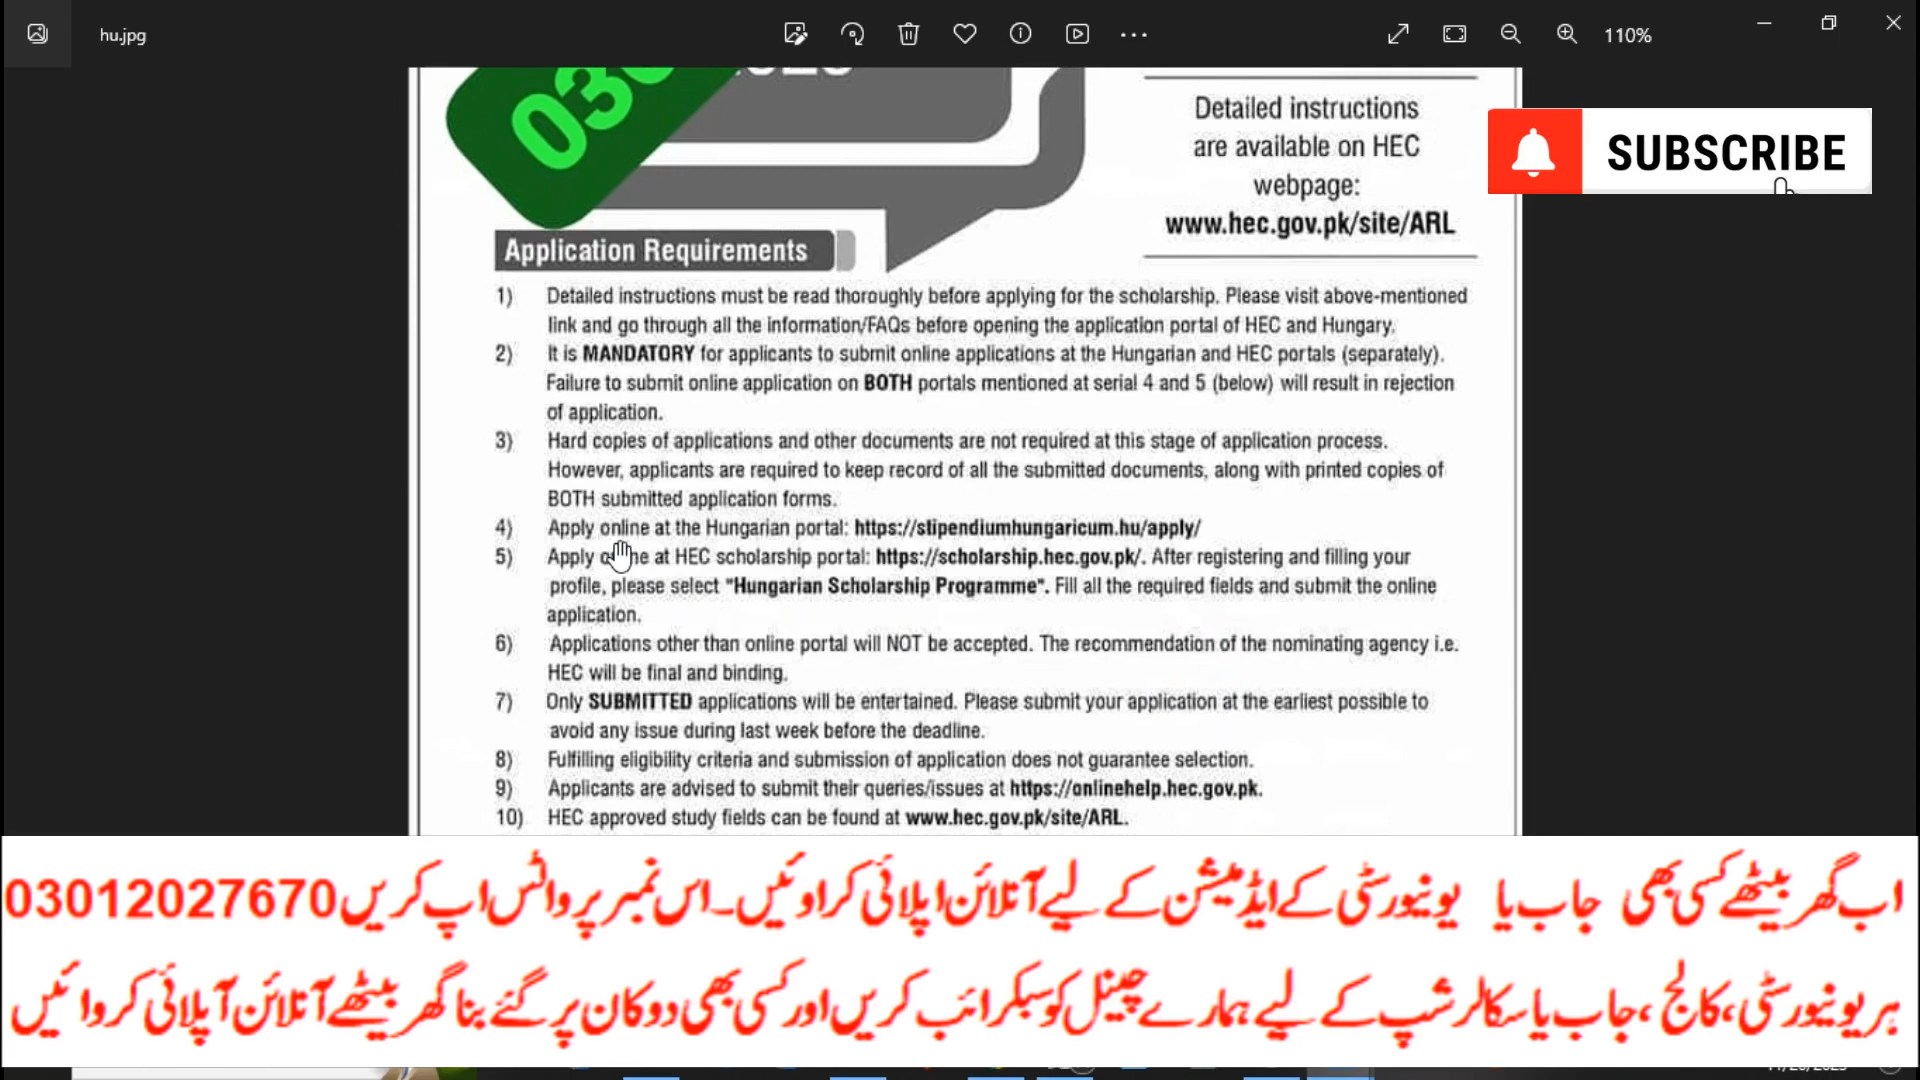 hu.jpg
110%
Detailed instructions
are available on HEC
webpage:
www.hec.gov.pk/site/ARL
SUBSCRIBE
Application Requirements
1) Detailed instructions must be read thoroughly before applying for the scholarship. Please visit above-mentioned
link and go through all the information/FAQs before opening the application portal of HEC and Hungary.
2) It is MANDATORY for applicants to submit online applications at the Hungarian and HEC portals (separately).
Failure to submit online application on BOTH portals mentioned at serial 4 and 5 (below) will result in rejection
of application.
3) Hard copies of applications and other documents are not required at this stage of application process.
However, applicants are required to keep record of all the submitted documents, along with printed copies of
BOTH submitted application forms.
4) Apply online at the Hungarian portal: https://stipendiumhungaricum.hu/apply/
5) Apply online at HEC scholarship portal: https://scholarship.hec.gov.pk/. After registering and filling your
profile, please select "Hungarian Scholarship Programme". Fill all the required fields and submit the online
application.
6) Applications other than online portal will NOT be accepted. The recommendation of the nominating agency i.e.
HEC will be final and binding.
7) Only SUBMITTED applications will be entertained. Please submit your application at the earliest possible to
avoid any issue during last week before the deadline.
8) Fulfilling eligibility criteria and submission of application does not guarantee selection.
9) Applicants are advised to submit their queries/issues at https://onlinehelp.hec.gov.pk.
10) HEC approved study fields can be found at www.hec.gov.pk/site/ARL.
اب گھر بیٹھے کسی بھی جاب یا یونیورسٹی کے ایڈمیشن کے لیے آنلائن اپلائی کراوئیں۔ اس نمبر پر واٹس اپ کریں 03012027670
ہر یونیورسٹی، کالج، جاب یا سکالرشپ کے لیے ہمارے چینل کو سبکرائب کریں اور کسی بھی دوکان پر گئے بنا گھر بیٹھے آنلائن آپلائی کروائیں